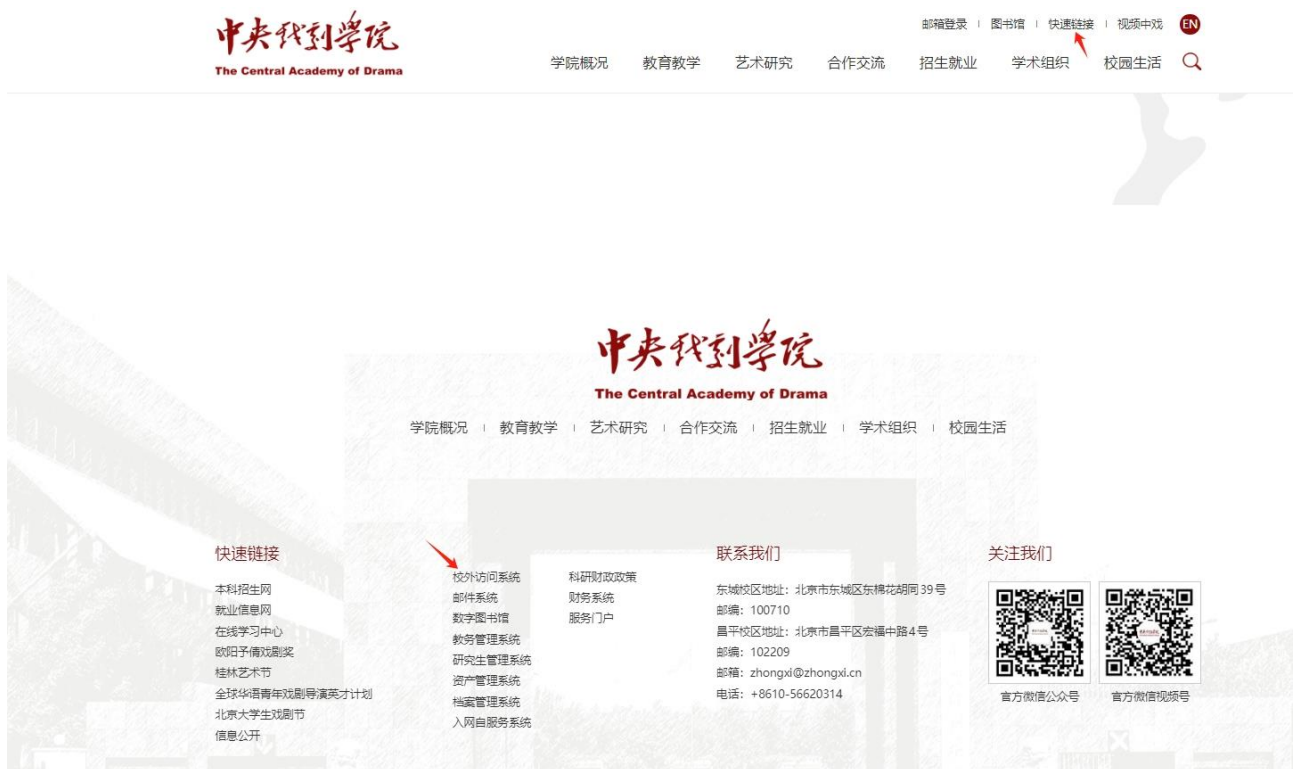 中央戏剧学院
The Central Academy of Drama
邮箱登录 | 图书馆 | 快速链接 | 视频中戏 EN
学院概况 教育教学 艺术研究 合作交流 招生就业 学术组织 校园生活
中央戏剧学院
The Central Academy of Drama
学院概况 | 教育教学 | 艺术研究 | 合作交流 | 招生就业 | 学术组织 | 校园生活
快速链接
本科招生网
就业信息网
在线学习中心
欧阳予倩戏剧奖
桂林艺术节
全球华语青年戏剧导演英才计划
北京大学生戏剧节
信息公开
校外访问系统
邮件系统
数字图书馆
教务管理系统
研究生管理系统
资产管理系统
档案管理系统
入网自服务系统
科研财政政策
财务系统
服务门户
联系我们
东城校区地址：北京市东城区东棉花胡同39号
邮编：100710
昌平校区地址：北京市昌平区宏福中路4号
邮编：102209
邮箱：zhongxi@zhongxi.cn
电话：+8610-56620314
关注我们
官方微信公众号
官方微信视频号